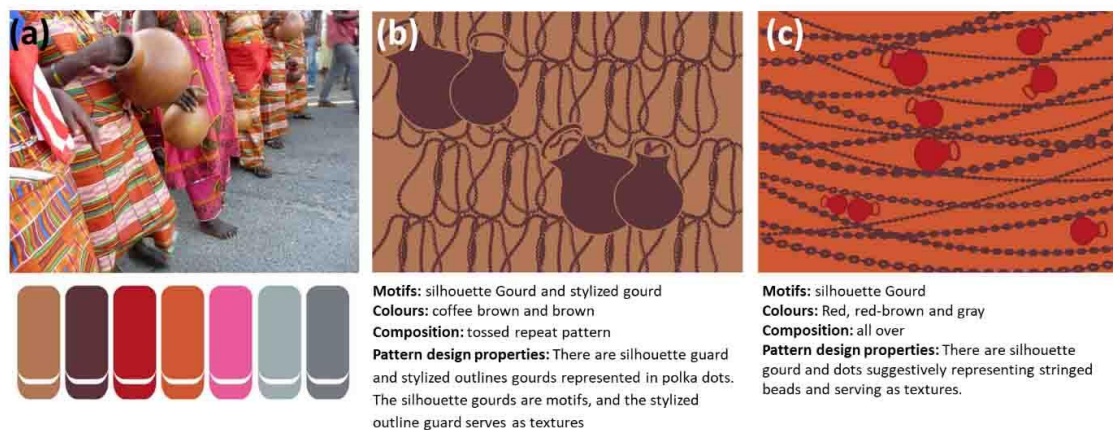 (a)
(b)
(c)
Motifs: silhouette Gourd and stylized gourd
Colours: coffee brown and brown
Composition: tossed repeat pattern
Pattern design properties: There are silhouette guard
and stylized outlines gourds represented in polka dots.
The silhouette gourds are motifs, and the stylized
outline guard serves as textures
Motifs: silhouette Gourd
Colours: Red, red-brown and gray
Composition: all over
Pattern design properties: There are silhouette
gourd and dots suggestively representing stringed
beads and serving as textures.